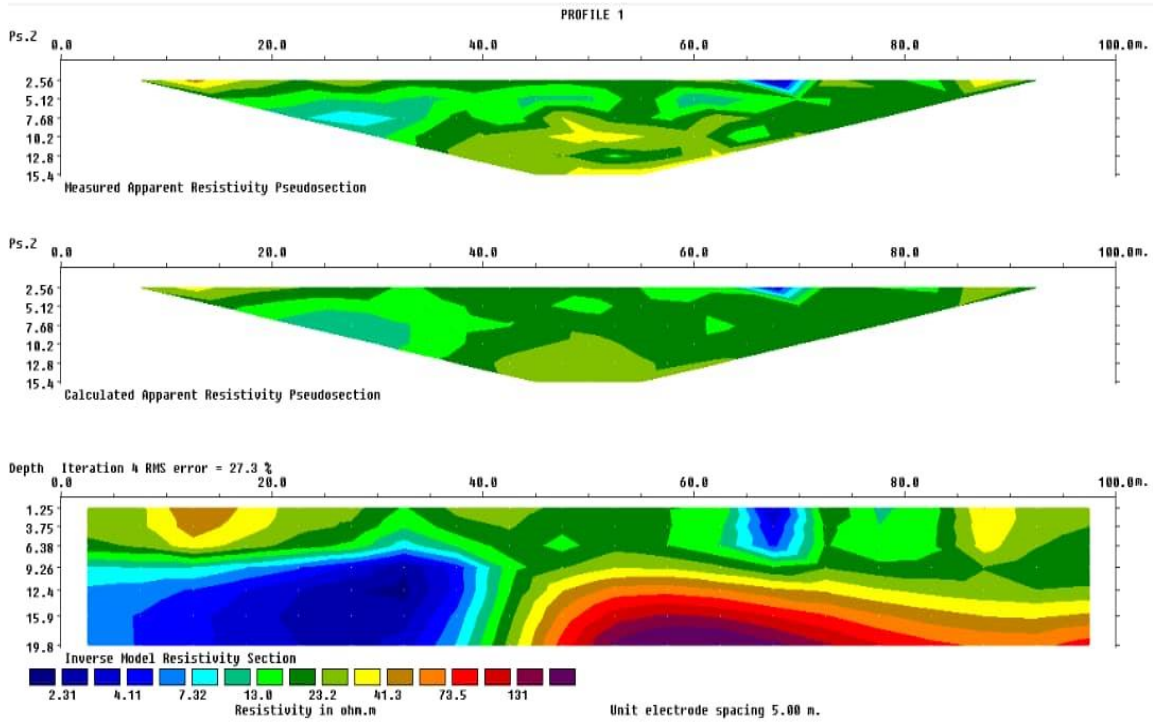 PROFILE 1
Ps.Z 0.0 20.0 40.0 60.0 80.0 100.0m.
2.56
5.12
7.68
10.2
12.8
15.4
Measured Apparent Resistivity Pseudosection
Ps.Z 0.0 20.0 40.0 60.0 80.0 100.0m.
2.56
5.12
7.68
10.2
12.8
15.4
Calculated Apparent Resistivity Pseudosection
Depth Iteration 4 RMS error = 27.3 %
0.0 20.0 40.0 60.0 80.0 100.0m.
1.25
3.75
6.38
9.26
12.4
15.9
19.8
Inverse Model Resistivity Section
2.31 4.11 7.32 13.0 23.2 41.3 73.5 131
Resistivity in ohm.m Unit electrode spacing 5.00 m.